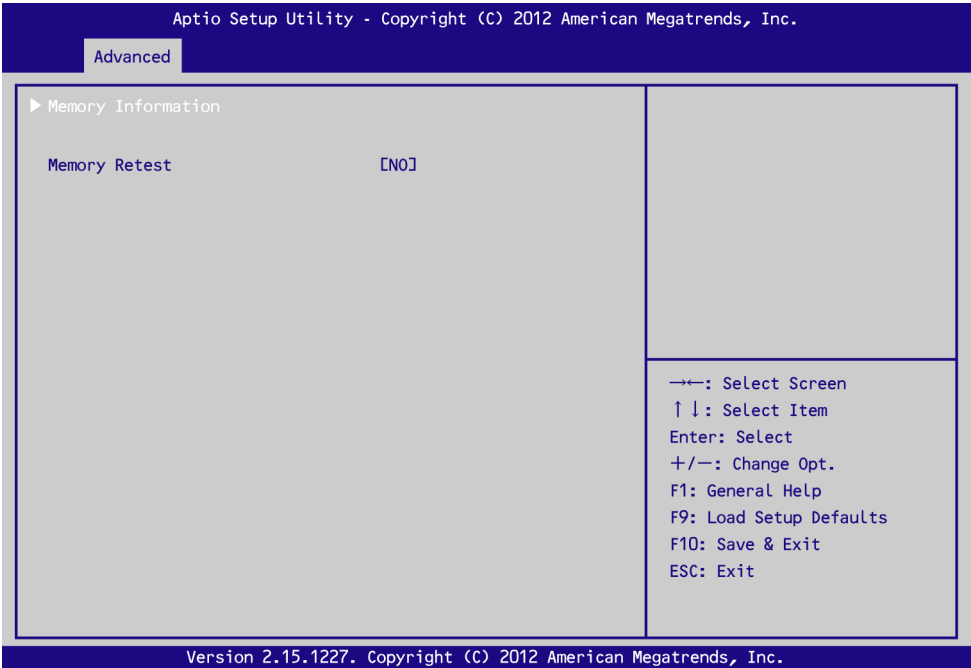 Aptio Setup Utility - Copyright (C) 2012 American Megatrends, Inc.
Advanced
▶ Memory Information
Memory Retest [NO]
→←: Select Screen
↑↓: Select Item
Enter: Select
+/-: Change Opt.
F1: General Help
F9: Load Setup Defaults
F10: Save & Exit
ESC: Exit
Version 2.15.1227. Copyright (C) 2012 American Megatrends, Inc.